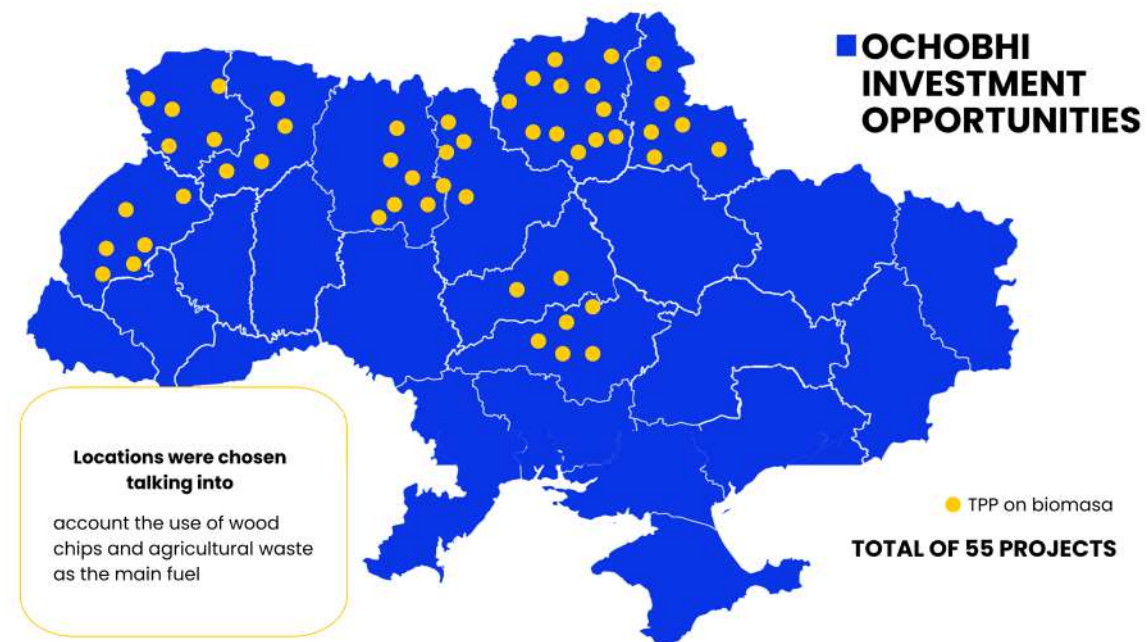 OCHOBHI
INVESTMENT
OPPORTUNITIES
Locations were chosen
talking into
account the use of wood
chips and agricultural waste
as the main fuel
TPP on biomasa
TOTAL OF 55 PROJECTS